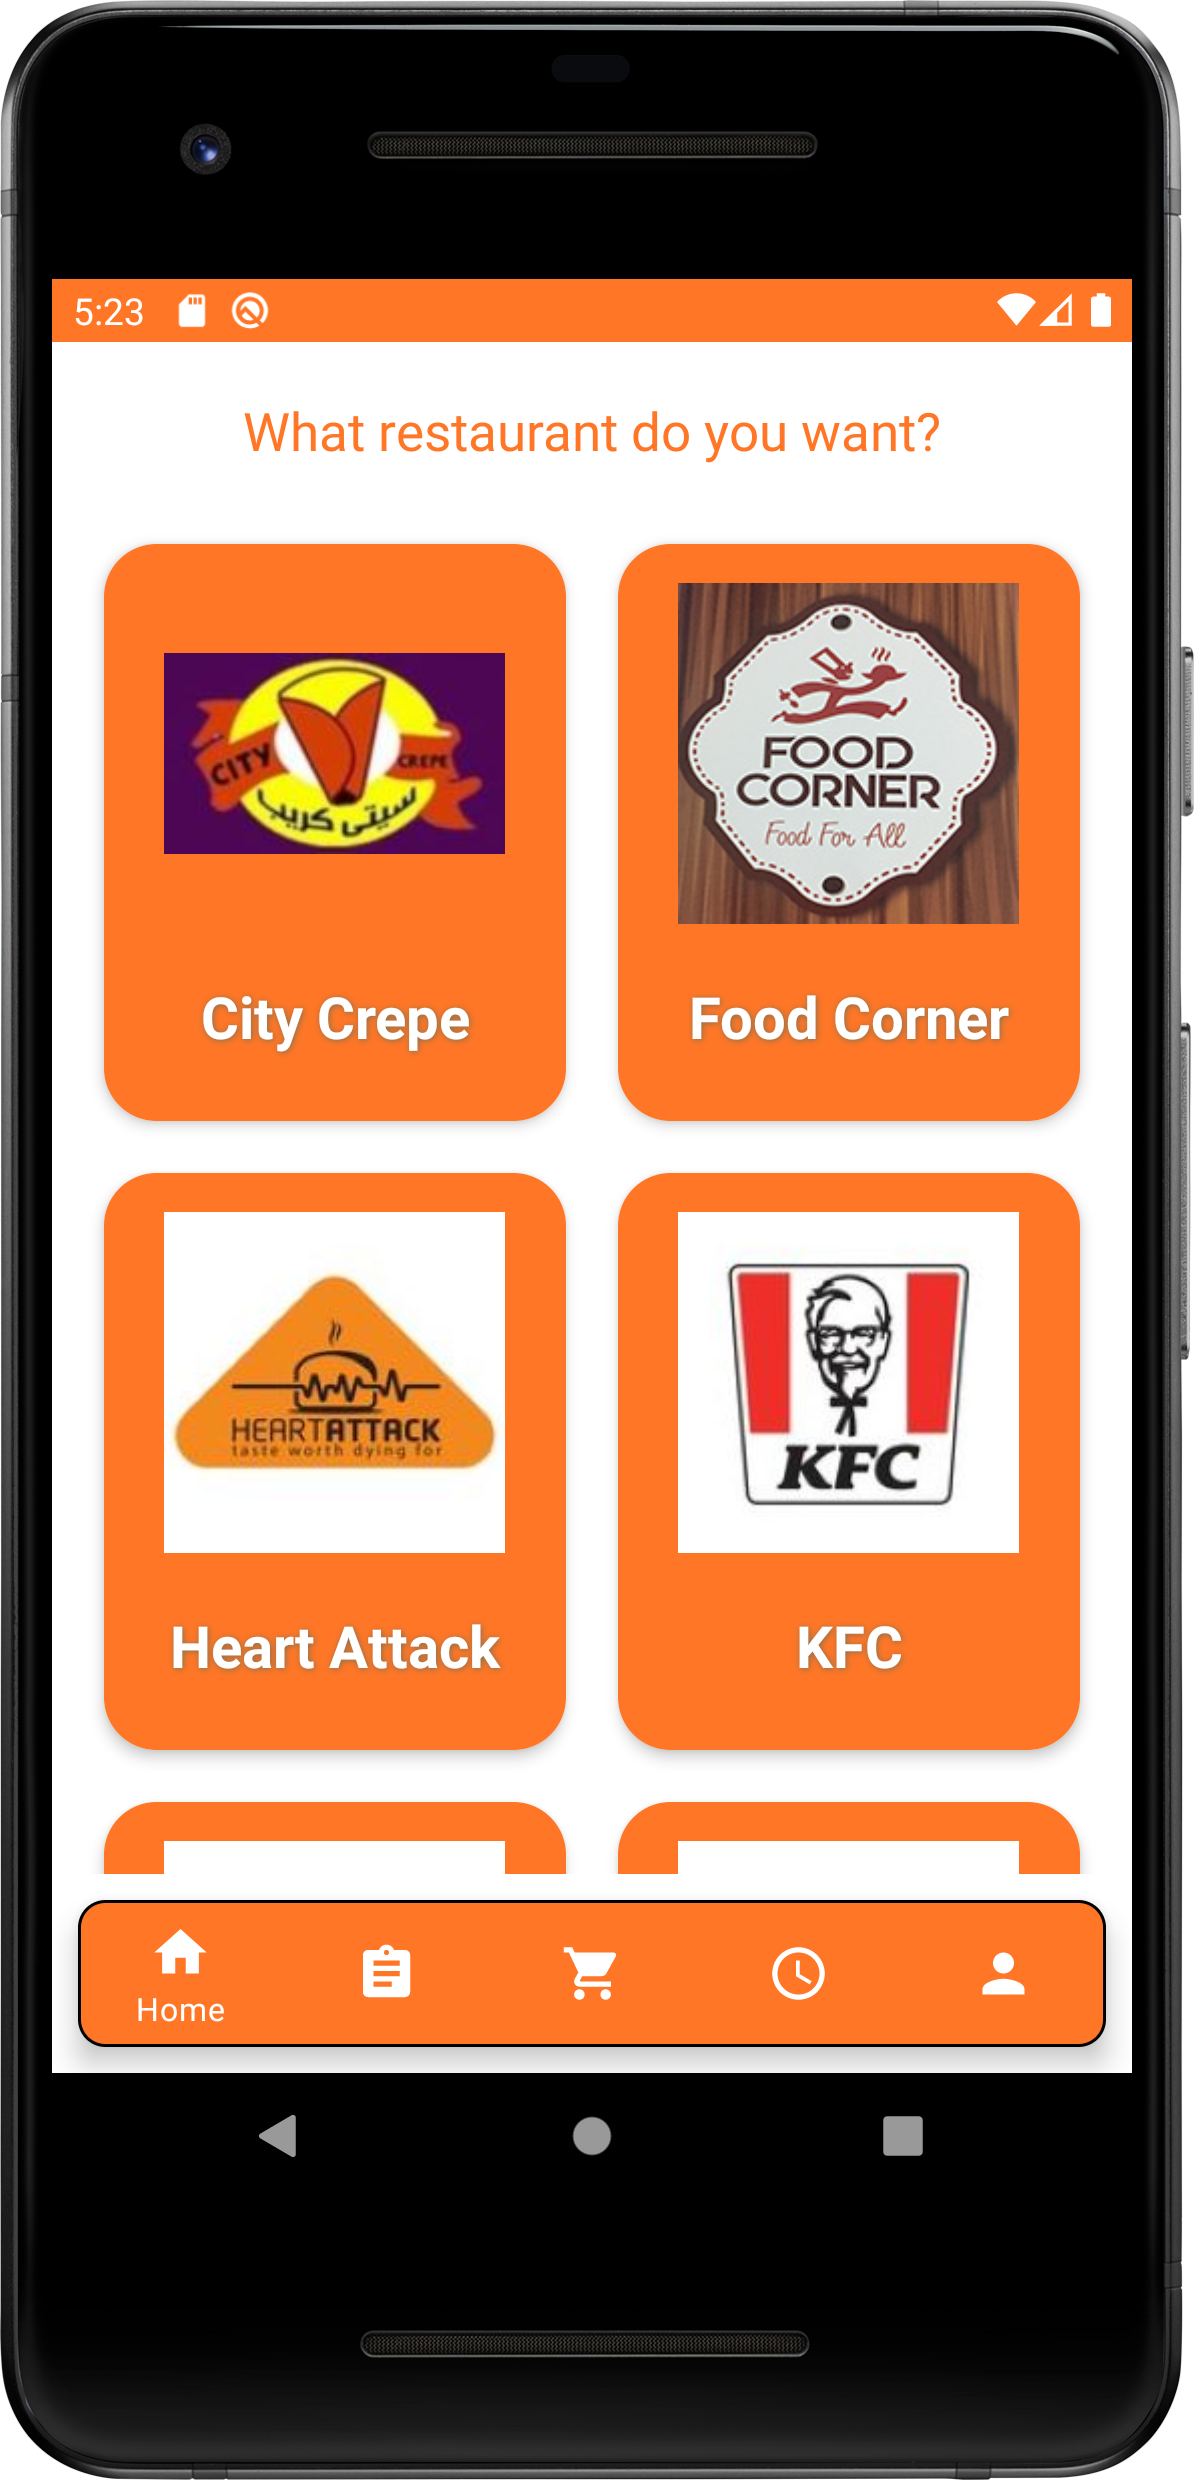 5:23
What restaurant do you want?
CITY CREPE
سيتي كريب
FOOD
CORNER
Food For All
City Crepe
Food Corner
HEARTATTACK
taste worth dying for
KFC
Heart Attack
KFC
Home